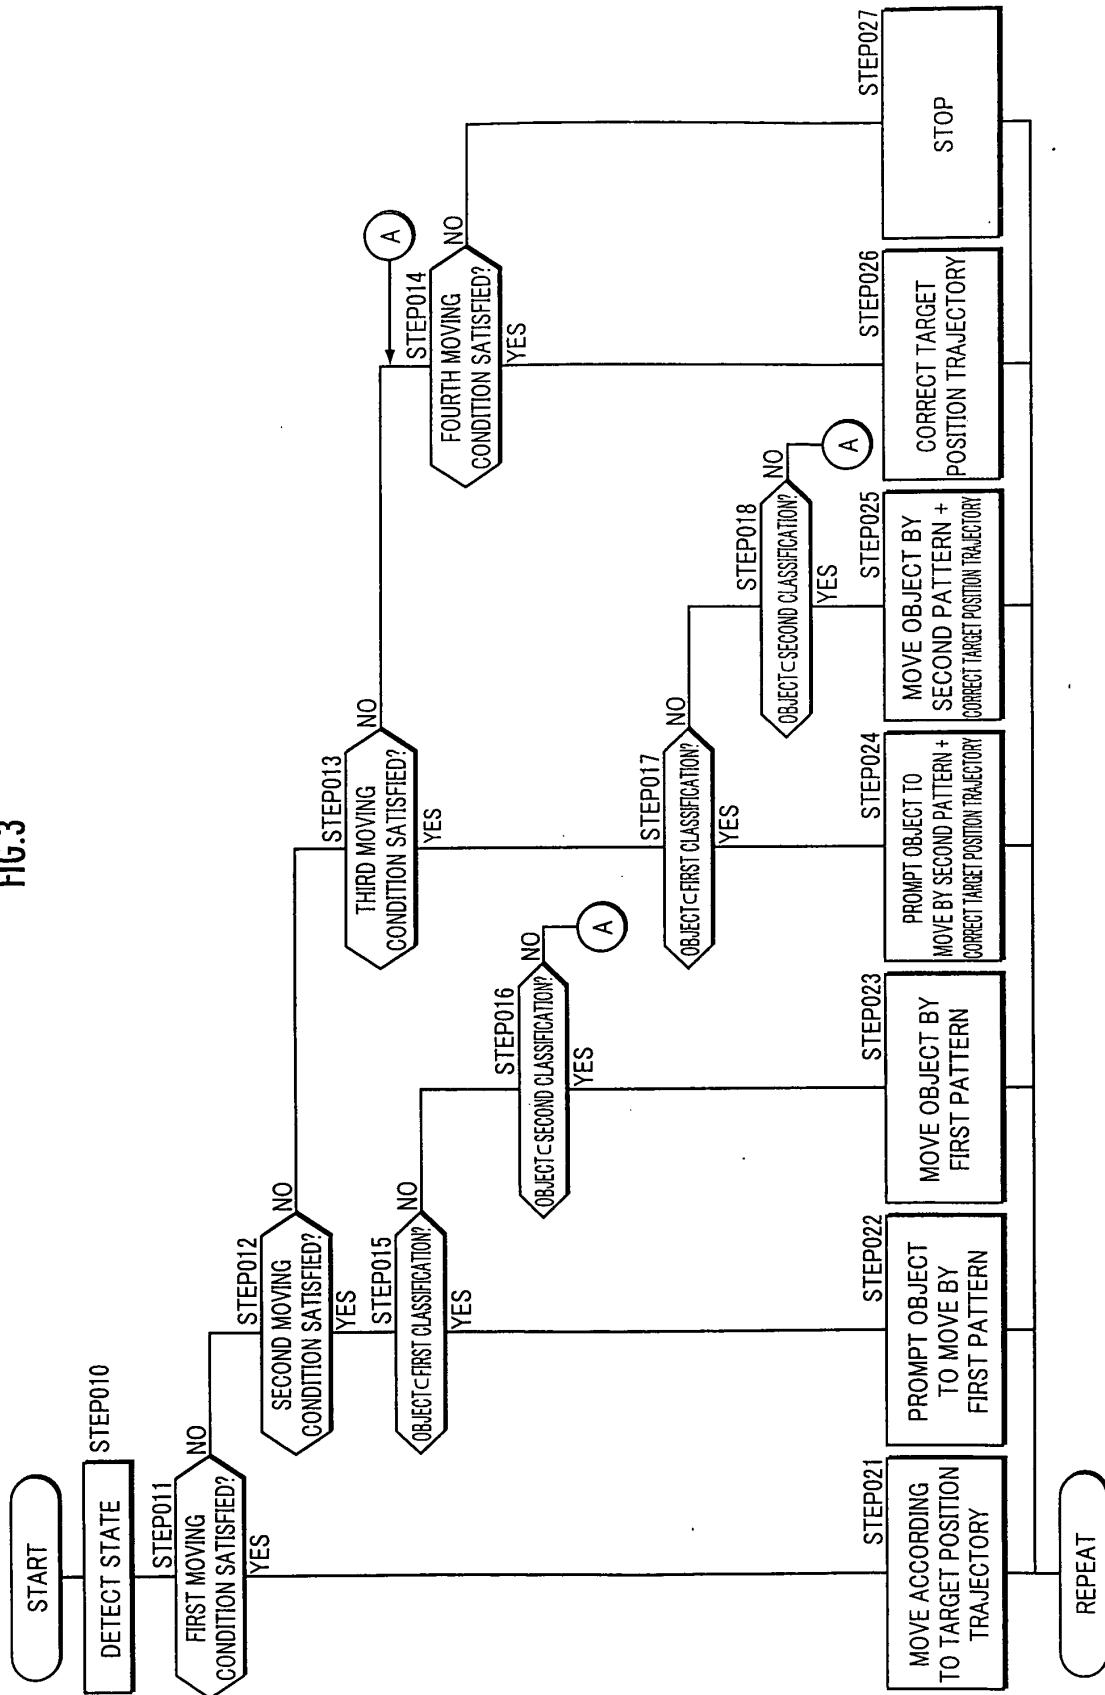 FIG.3
START
DETECT STATE
STEP010
STEP011
FIRST MOVING
CONDITION SATISFIED?
NO
YES
STEP012
SECOND MOVING
CONDITION SATISFIED?
NO
YES
STEP013
THIRD MOVING
CONDITION SATISFIED?
NO
YES
A
STEP014
FOURTH MOVING
CONDITION SATISFIED?
NO
YES
STEP015
OBJECT⊂FIRST CLASSIFICATION?
NO
YES
STEP016
OBJECT⊂SECOND CLASSIFICATION?
NO
YES
A
STEP017
OBJECT⊂FIRST CLASSIFICATION?
NO
YES
STEP018
OBJECT⊂SECOND CLASSIFICATION?
NO
YES
A
STEP021
MOVE ACCORDING
TO TARGET POSITION
TRAJECTORY
STEP022
PROMPT OBJECT
TO MOVE BY
FIRST PATTERN
STEP023
MOVE OBJECT BY
FIRST PATTERN
STEP024
PROMPT OBJECT TO
MOVE BY SECOND PATTERN +
CORRECT TARGET POSITION TRAJECTORY
STEP025
MOVE OBJECT BY
SECOND PATTERN +
CORRECT TARGET POSITION TRAJECTORY
STEP026
CORRECT TARGET
POSITION TRAJECTORY
STEP027
STOP
REPEAT